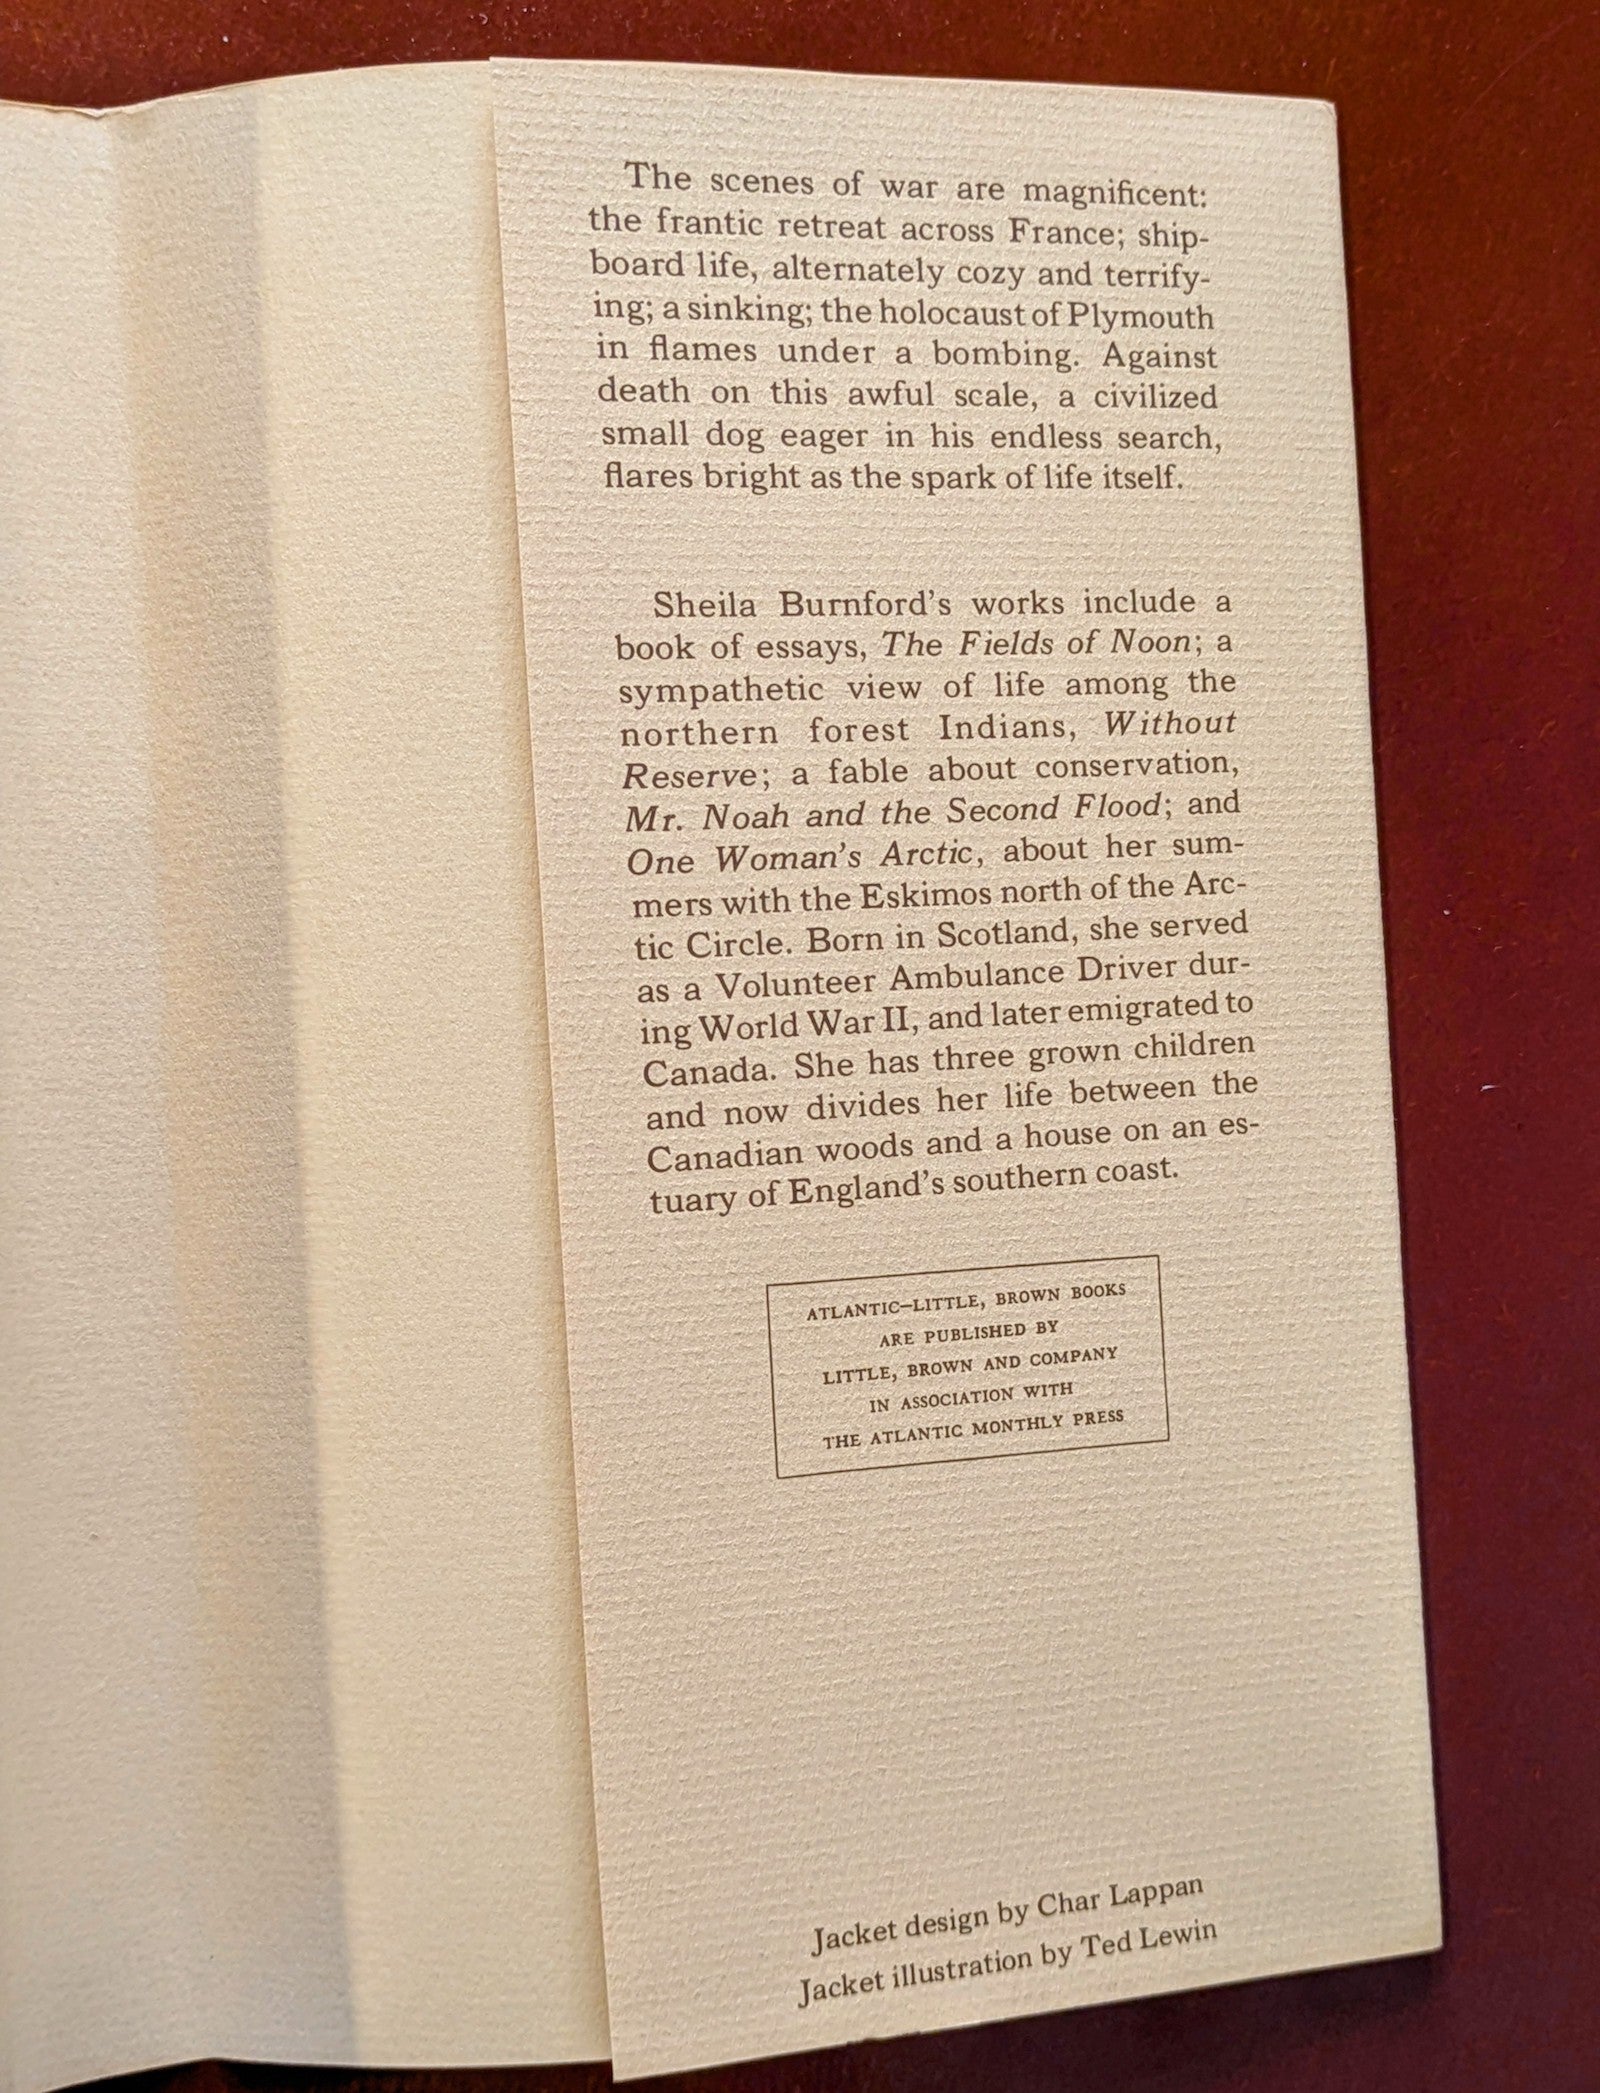 The scenes of war are magnificent:
the frantic retreat across France; ship-
board life, alternately cozy and terrify-
ing; a sinking; the holocaust of Plymouth
in flames under a bombing. Against
death on this awful scale, a civilized
small dog eager in his endless search,
flares bright as the spark of life itself.
Sheila Burnford's works include a
book of essays, The Fields of Noon; a
sympathetic view of life among the
northern forest Indians, Without
Reserve; a fable about conservation,
Mr. Noah and the Second Flood; and
One Woman's Arctic, about her sum-
mers with the Eskimos north of the Arc-
tic Circle. Born in Scotland, she served
as a Volunteer Ambulance Driver dur-
ing World War II, and later emigrated to
Canada. She has three grown children
and now divides her life between the
Canadian woods and a house on an es-
tuary of England's southern coast.
ATLANTIC–LITTLE, BROWN BOOKS
ARE PUBLISHED BY
LITTLE, BROWN AND COMPANY
IN ASSOCIATION WITH
THE ATLANTIC MONTHLY PRESS
Jacket design by Char Lappan
Jacket illustration by Ted Lewin